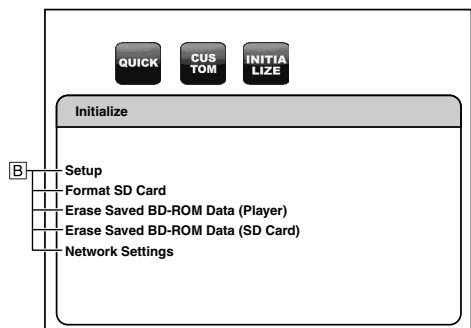 QUICK
CUS
TOM
INITIA
LIZE
Initialize
B
Setup
Format SD Card
Erase Saved BD-ROM Data (Player)
Erase Saved BD-ROM Data (SD Card)
Network Settings